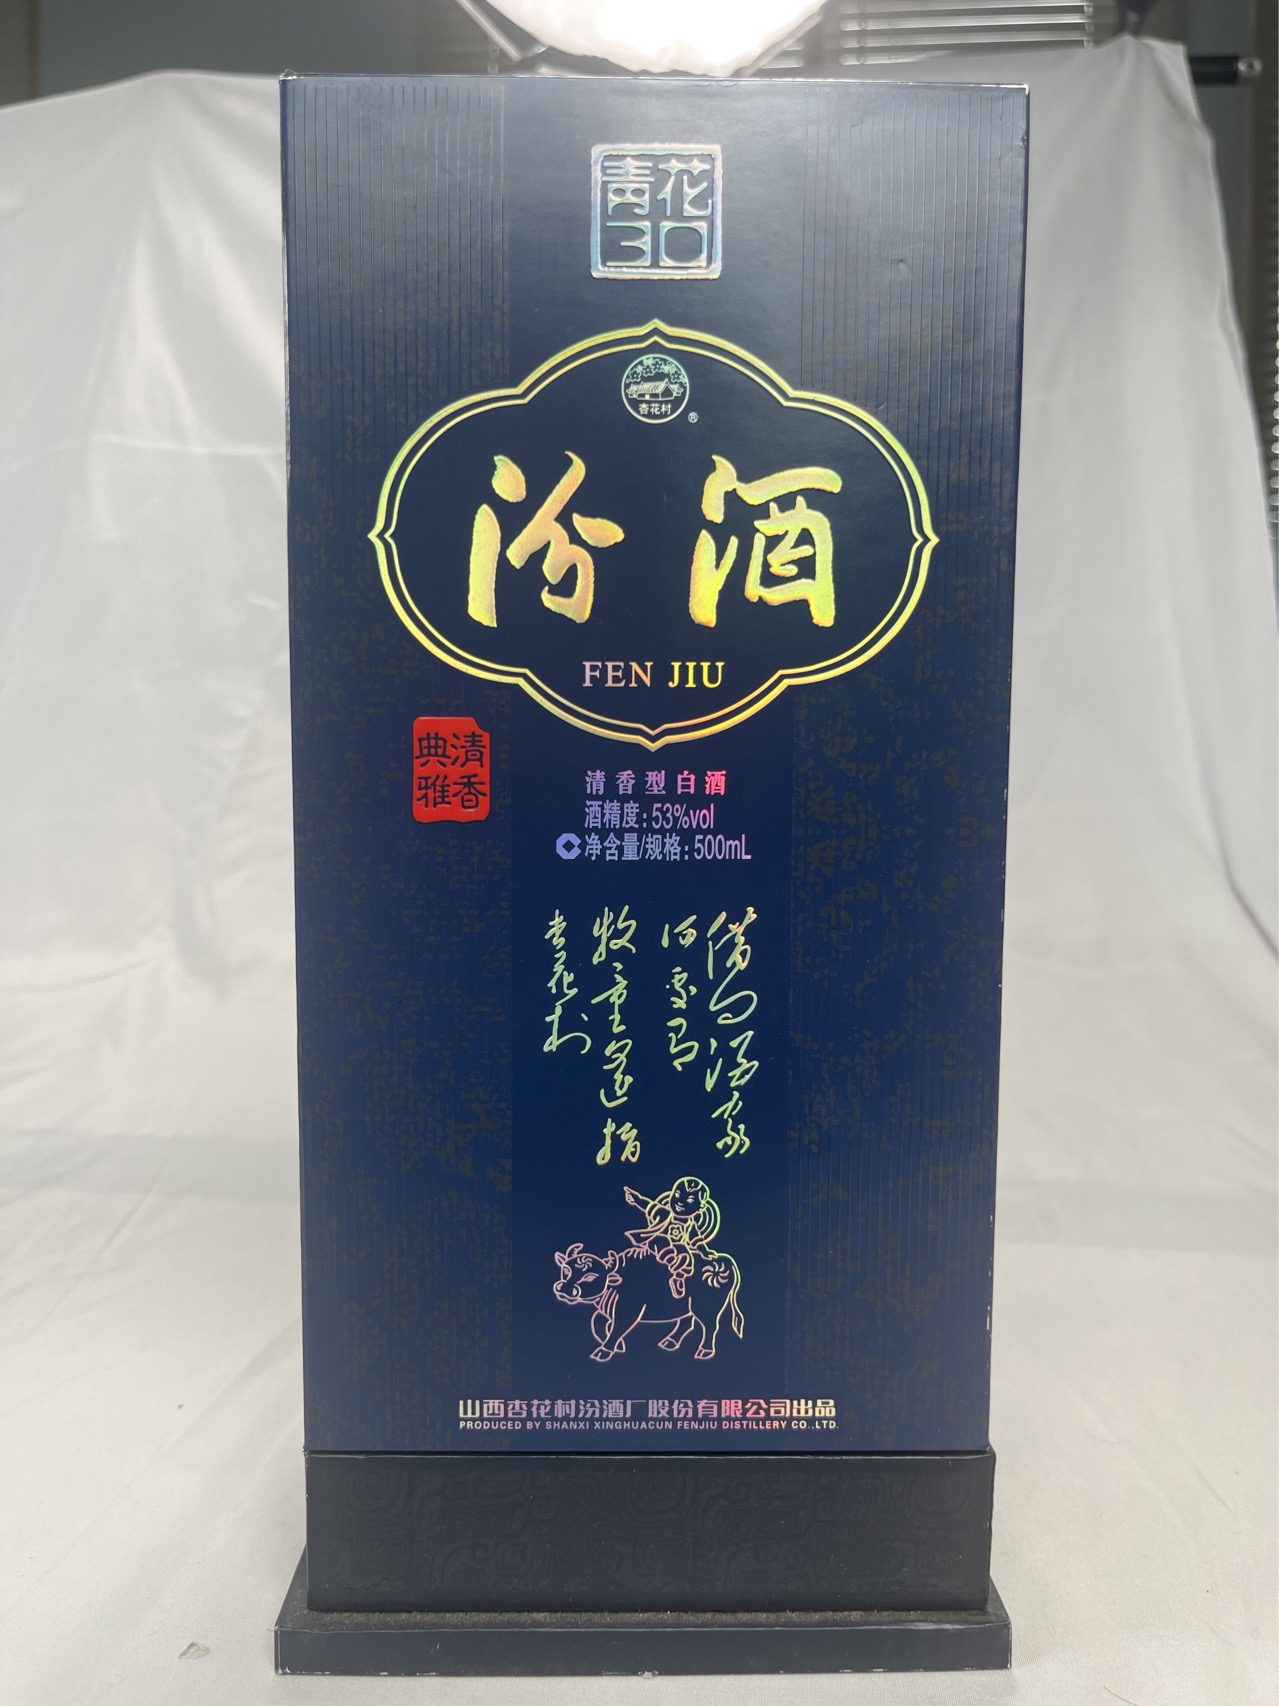 青花
30
杏花村
®
汾酒
FEN JIU
清香
典雅
清香型白酒
酒精度:53%vol
净含量/规格:500mL
借问酒家
何处有
牧童遥指
杏花村
山西杏花村汾酒厂股份有限公司出品
PRODUCED BY SHANXI XINGHUACUN FENJIU DISTILLERY CO.,LTD.